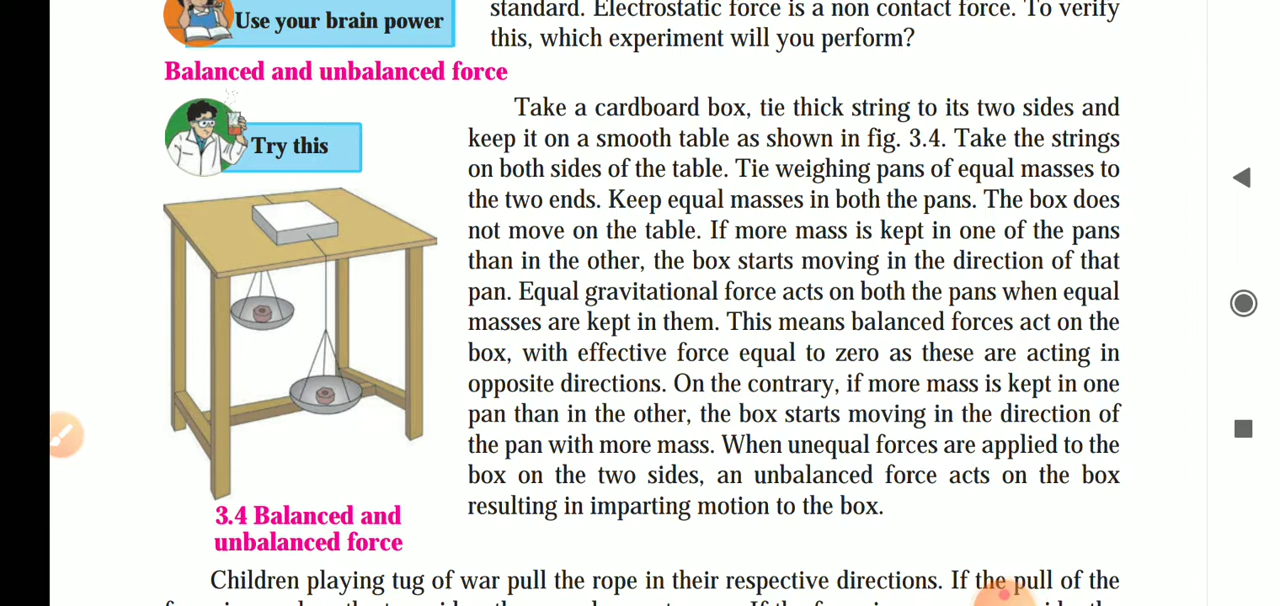 standard. Electrostatic force is a non contact force. To verify
Use your brain power
this, which experiment will you perform?
Balanced and unbalanced force
Try this
Take a cardboard box, tie thick string to its two sides and
keep it on a smooth table as shown in fig. 3.4. Take the strings
on both sides of the table. Tie weighing pans of equal masses to
the two ends. Keep equal masses in both the pans. The box does
not move on the table. If more mass is kept in one of the pans
than in the other, the box starts moving in the direction of that
pan. Equal gravitational force acts on both the pans when equal
masses are kept in them. This means balanced forces act on the
box, with effective force equal to zero as these are acting in
opposite directions. On the contrary, if more mass is kept in one
pan than in the other, the box starts moving in the direction of
the pan with more mass. When unequal forces are applied to the
box on the two sides, an unbalanced force acts on the box
resulting in imparting motion to the box.
3.4 Balanced and
unbalanced force
Children playing tug of war pull the rope in their respective directions. If the pull of the